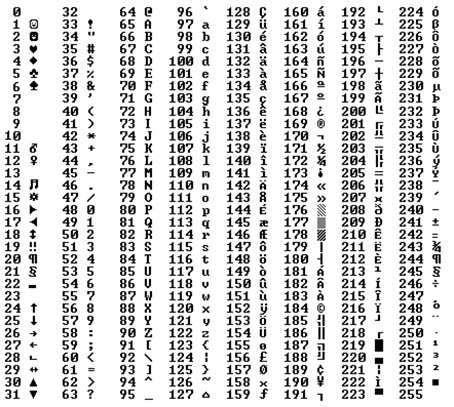 0 32 64 @ 96 ` 128 Ç 160 á 192 └ 224 Ó
1 ☺ 33 ! 65 A 97 a 129 ü 161 í 193 ┴ 225 ß
2 ☻ 34 " 66 B 98 b 130 é 162 ó 194 ┬ 226 Ô
3 ♥ 35 # 67 C 99 c 131 â 163 ú 195 ├ 227 Ò
4 ♦ 36 $ 68 D 100 d 132 ä 164 ñ 196 ─ 228 õ
5 ♣ 37 % 69 E 101 e 133 à 165 Ñ 197 ┼ 229 Õ
6 ♠ 38 & 70 F 102 f 134 å 166 ª 198 ã 230 µ
7 39 ' 71 G 103 g 135 ç 167 º 199 Ã 231 þ
8 40 ( 72 H 104 h 136 ê 168 ¿ 200 ╚ 232 Þ
9 41 ) 73 I 105 i 137 ë 169 ® 201 ╔ 233 Ú
10 42 * 74 J 106 j 138 è 170 ¬ 202 ╩ 234 Û
11 ♂ 43 + 75 K 107 k 139 ï 171 ½ 203 ╦ 235 Ù
12 ♀ 44 , 76 L 108 l 140 î 172 ¼ 204 ╠ 236 ý
13 45 - 77 M 109 m 141 ì 173 ¡ 205 ═ 237 Ý
14 ♫ 46 . 78 N 110 n 142 Ä 174 « 206 ╬ 238 ¯
15 ☼ 47 / 79 O 111 o 143 Å 175 » 207 ¤ 239 ´
16 ► 48 0 80 P 112 p 144 É 176 ░ 208 ð 240 -
17 ◄ 49 1 81 Q 113 q 145 æ 177 ▒ 209 Ð 241 ±
18 ↕ 50 2 82 R 114 r 146 Æ 178 ▓ 210 Ê 242 ‗
19 ‼ 51 3 83 S 115 s 147 ô 179 │ 211 Ë 243 ¾
20 ¶ 52 4 84 T 116 t 148 ö 180 ┤ 212 È 244 ¶
21 § 53 5 85 U 117 u 149 ò 181 Á 213 ı 245 §
22 ▬ 54 6 86 V 118 v 150 û 182 Â 214 Í 246 ÷
23 55 7 87 W 119 w 151 ù 183 À 215 Î 247 ¸
24 ↑ 56 8 88 X 120 x 152 ÿ 184 © 216 Ï 248 °
25 ↓ 57 9 89 Y 121 y 153 Ö 185 ╣ 217 ┘ 249 ¨
26 → 58 : 90 Z 122 z 154 Ü 186 ║ 218 ┌ 250 ·
27 ← 59 ; 91 [ 123 { 155 ø 187 ╗ 219 █ 251 ¹
28 ∟ 60 < 92 \ 124 ¦ 156 £ 188 ╝ 220 ▄ 252 ³
29 ↔ 61 = 93 ] 125 } 157 Ø 189 ¢ 221 ¦ 253 ²
30 ▲ 62 > 94 ^ 126 ~ 158 × 190 ¥ 222 Ì 254 ■
31 ▼ 63 ? 95 _ 127 ⌂ 159 ƒ 191 ┐ 223 ▀ 255